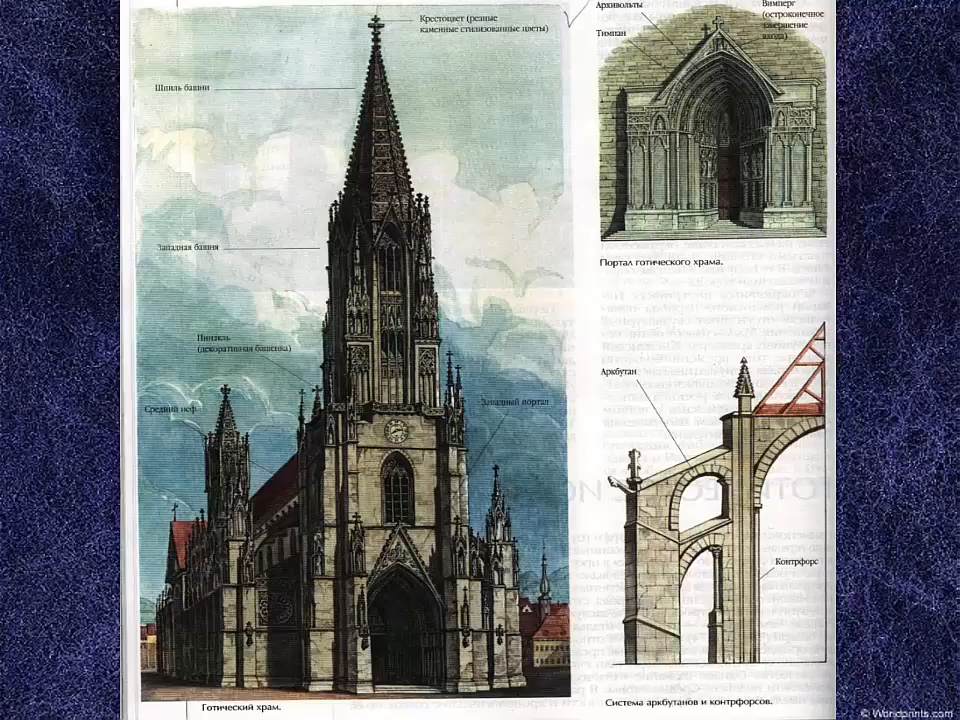 Крестоцвет (резные
каменные стилизованные цветы)
Шпиль башни
Западная башня
Пинакль
(декоративная башенка)
Средний неф
Западный портал
Готический храм.
Архивольты
Вимперг
(остроконечное
завершение
входа)
Тимпан
Портал готического храма.
Аркбутан
Контрфорс
Система аркбутанов и контрфорсов.
© Worldprints.com